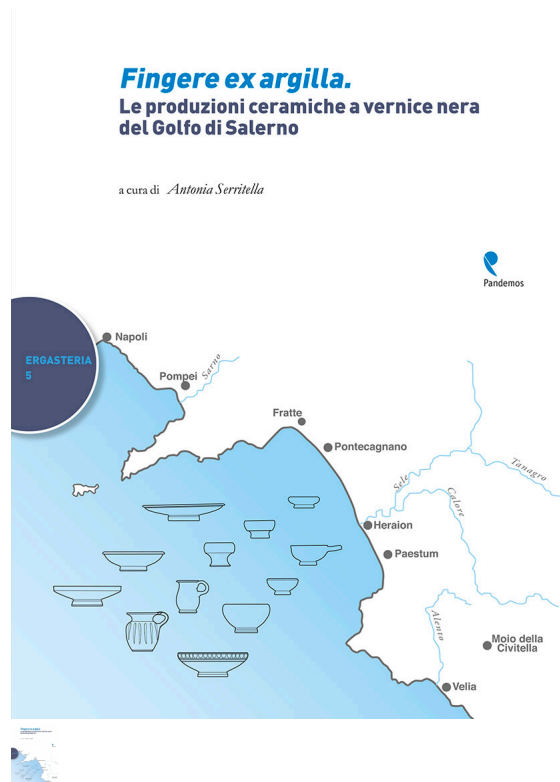 Fingere ex argilla.
Le produzioni ceramiche a vernice nera
del Golfo di Salerno
a cura di Antonia Serritella
Pandemos
ERGASTERIA
5
Napoli
Pompei
Sarno
Fratte
Pontecagnano
Sele
Tanagro
Calore
Heraion
Paestum
Alento
Moio della
Civitella
Velia